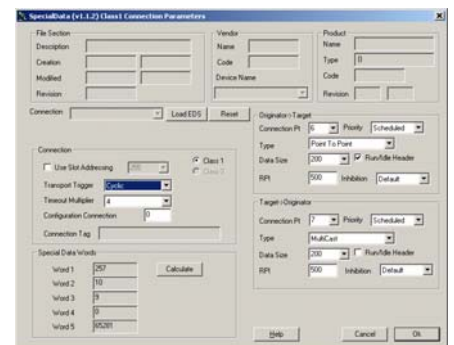 SpecialData (v1.1.2) Class1 Connection Parameters
File Section
Description
Creation
Modified
Revision
Vendor
Name
Code
Device Name
Product
Name
Type 0
Code
Revision
Connection
Load EDS
Reset
Connection
Use Slot Addressing
Class 1
Class 3
Transport Trigger Cyclic
Timeout Multiplier 4
Configuration Connection 0
Connection Tag
Special Data Words
Word 1 257
Word 2 10
Word 3 9
Word 4 0
Word 5 65281
Calculate
Originator>Target
Connection Pt 6 Priority Scheduled
Type Point To Point
Data Size 200 Run/Idle Header
RPI 500 Inhibition Default
Target>Originator
Connection Pt 7 Priority Scheduled
Type MultiCast
Data Size 200 Run/Idle Header
RPI 500 Inhibition Default
Help
Cancel
Ok